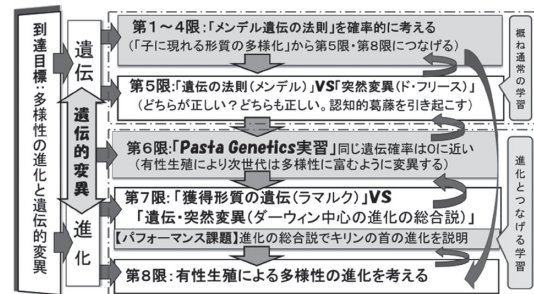 到達目標:多様性の進化と遺伝的変異
遺伝
遺伝的変異
進化
第1～4限:「メンデル遺伝の法則」を確率的に考える
(「子に現れる形質の多様化」から第5限・第8限につなげる)
第5限:「遺伝の法則(メンデル)」VS「突然変異(ド・フリース)」
(どちらが正しい?どちらも正しい。認知的葛藤を引き起こす)
第6限:「Pasta Genetics実習」同じ遺伝確率は0に近い
(有性生殖により次世代は多様性に富むように変異する)
第7限:「獲得形質の遺伝(ラマルク)」VS
「遺伝・突然変異(ダーウィン中心の進化の総合説)」
【パフォーマンス課題】進化の総合説でキリンの首の進化を説明
第8限:有性生殖による多様性の進化を考える
概ね通常の学習
進化とつなげる学習